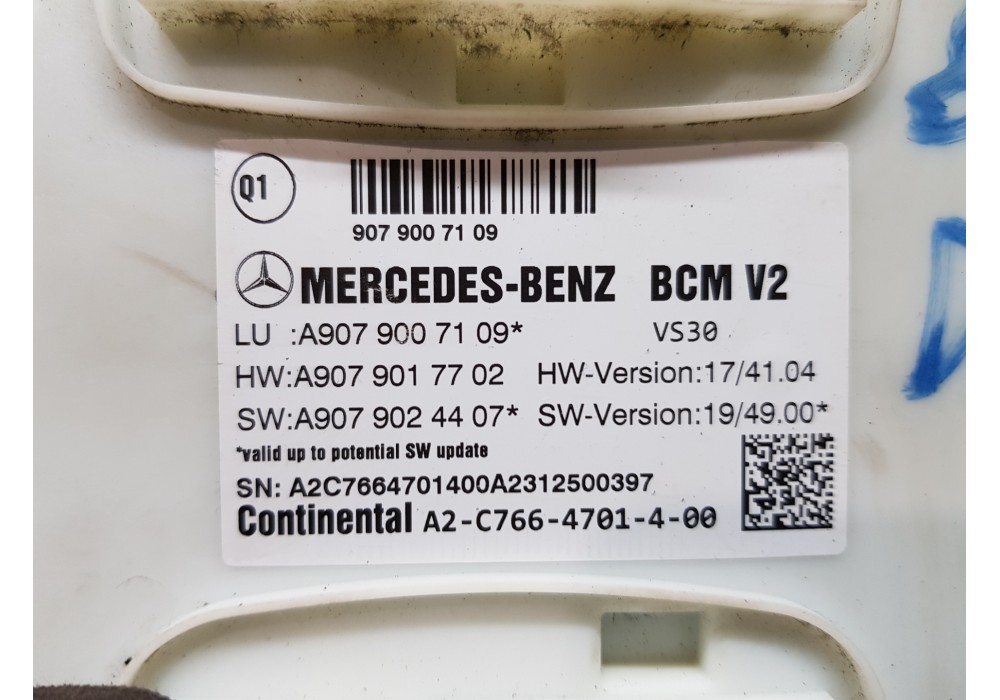 Q1
907 900 71 09
MERCEDES-BENZ BCM V2
LU :A907 900 71 09* VS30
HW:A907 901 77 02 HW-Version:17/41.04
SW:A907 902 44 07* SW-Version:19/49.00*
*valid up to potential SW update
SN: A2C7664701400A2312500397
Continental A2-C766-4701-4-00